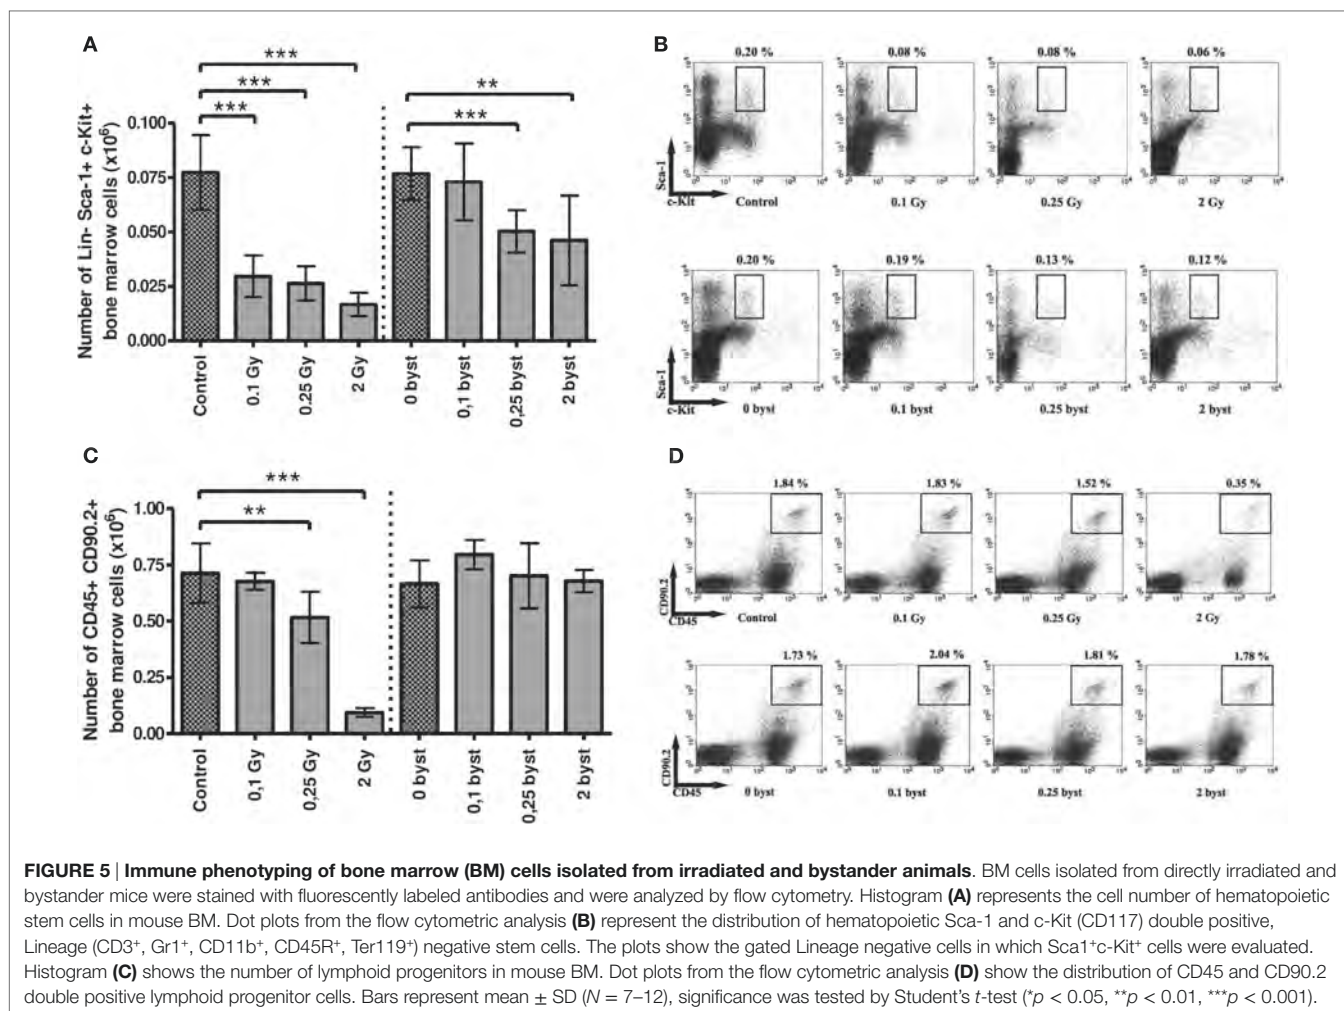 A
***
***
***
**
***
Number of Lin- Sca-1+ c-Kit+
bone marrow cells (x10⁶)
0.100
0.075
0.050
0.025
0.000
Control
0.1 Gy
0.25 Gy
2 Gy
0 byst
0,1 byst
0,25 byst
2 byst
B
0.20 %
0.08 %
0.08 %
0.06 %
Sca-1
c-Kit
Control
0.1 Gy
0.25 Gy
2 Gy
0.20 %
0.19 %
0.13 %
0.12 %
Sca-1
c-Kit
0 byst
0.1 byst
0.25 byst
2 byst
C
***
**
Number of CD45+ CD90.2+
bone marrow cells (x10⁶)
1.00
0.75
0.50
0.25
0.00
Control
0,1 Gy
0,25 Gy
2 Gy
0 byst
0,1 byst
0,25 byst
2 byst
D
1.84 %
1.83 %
1.52 %
0.35 %
CD90.2
CD45
Control
0.1 Gy
0.25 Gy
2 Gy
1.73 %
2.04 %
1.81 %
1.78 %
CD90.2
CD45
0 byst
0.1 byst
0.25 byst
2 byst
FIGURE 5 | Immune phenotyping of bone marrow (BM) cells isolated from irradiated and bystander animals. BM cells isolated from directly irradiated and
bystander mice were stained with fluorescently labeled antibodies and were analyzed by flow cytometry. Histogram (A) represents the cell number of hematopoietic
stem cells in mouse BM. Dot plots from the flow cytometric analysis (B) represent the distribution of hematopoietic Sca-1 and c-Kit (CD117) double positive,
Lineage (CD3⁺, Gr1⁺, CD11b⁺, CD45R⁺, Ter119⁺) negative stem cells. The plots show the gated Lineage negative cells in which Sca1⁺c-Kit⁺ cells were evaluated.
Histogram (C) shows the number of lymphoid progenitors in mouse BM. Dot plots from the flow cytometric analysis (D) show the distribution of CD45 and CD90.2
double positive lymphoid progenitor cells. Bars represent mean ± SD (N = 7–12), significance was tested by Student's t-test (*p < 0.05, **p < 0.01, ***p < 0.001).